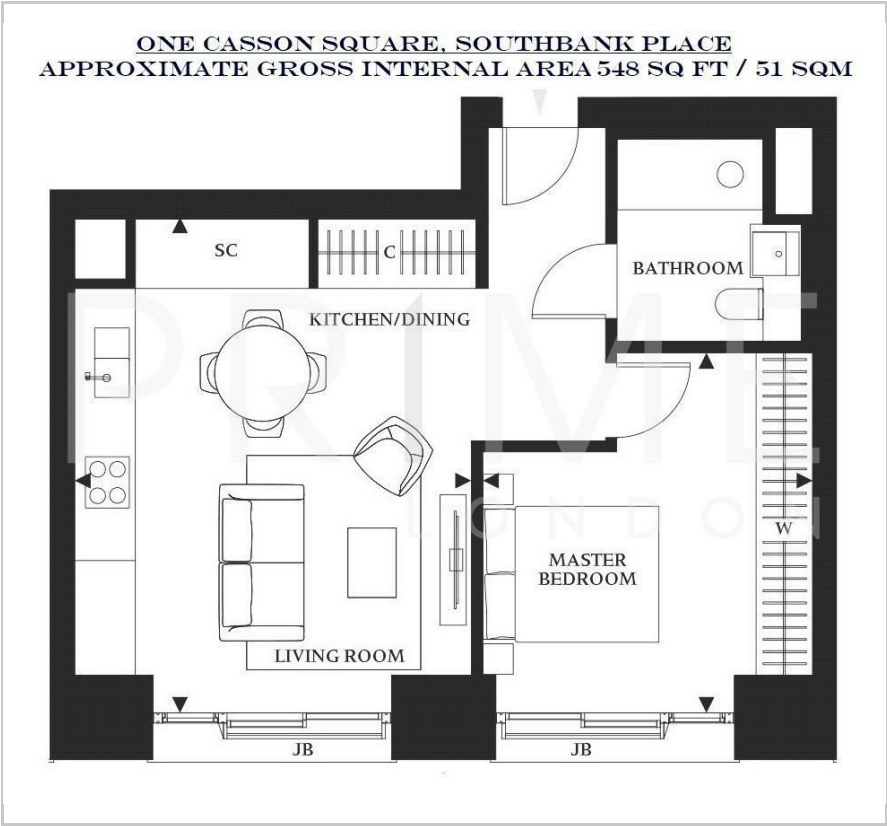 ONE CASSON SQUARE, SOUTHBANK PLACE
APPROXIMATE GROSS INTERNAL AREA 548 SQ FT / 51 SQM
SC
C
BATHROOM
KITCHEN/DINING
PRIME
LONDON
W
MASTER
BEDROOM
LIVING ROOM
JB
JB